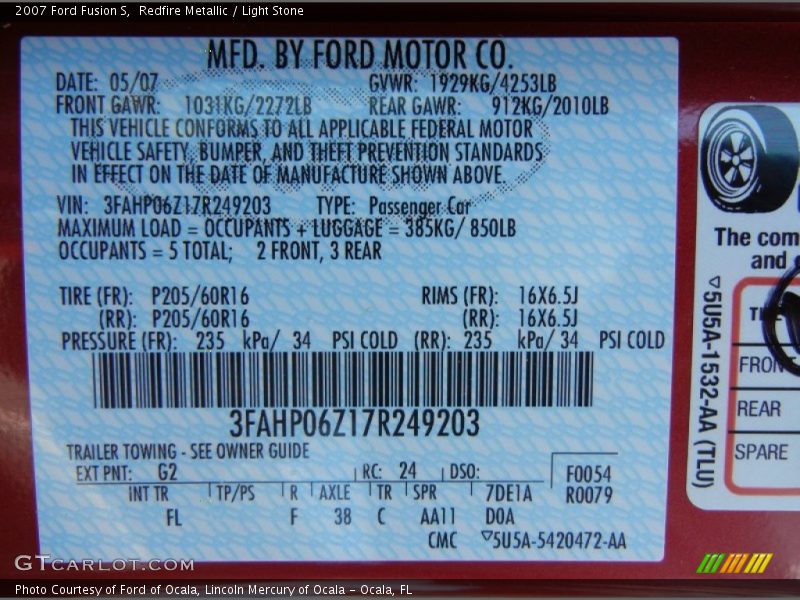 2007 Ford Fusion S, Redfire Metallic / Light Stone
MFD. BY FORD MOTOR CO.
DATE: 05/07 GVWR: 1929KG/4253LB
FRONT GAWR: 1031KG/2272LB REAR GAWR: 912KG/2010LB
THIS VEHICLE CONFORMS TO ALL APPLICABLE FEDERAL MOTOR
VEHICLE SAFETY, BUMPER, AND THEFT PREVENTION STANDARDS
IN EFFECT ON THE DATE OF MANUFACTURE SHOWN ABOVE.
VIN: 3FAHP06Z17R249203 TYPE: Passenger Car
MAXIMUM LOAD = OCCUPANTS + LUGGAGE = 385KG/ 850LB
OCCUPANTS = 5 TOTAL; 2 FRONT, 3 REAR
TIRE (FR): P205/60R16 RIMS (FR): 16X6.5J
(RR): P205/60R16 (RR): 16X6.5J
PRESSURE (FR): 235 kPa/ 34 PSI COLD (RR): 235 kPa/ 34 PSI COLD
3FAHP06Z17R249203
TRAILER TOWING - SEE OWNER GUIDE
EXT PNT: G2 RC: 24 DSO: F0054
INT TR TP/PS R AXLE TR SPR 7DE1A R0079
FL F 38 C AA11 D0A
CMC ▽5U5A-5420472-AA
The com
and
▽5U5A-1532-AA (TLU)
FRON
REAR
SPARE
GTCARLOT.COM
Photo Courtesy of Ford of Ocala, Lincoln Mercury of Ocala - Ocala, FL